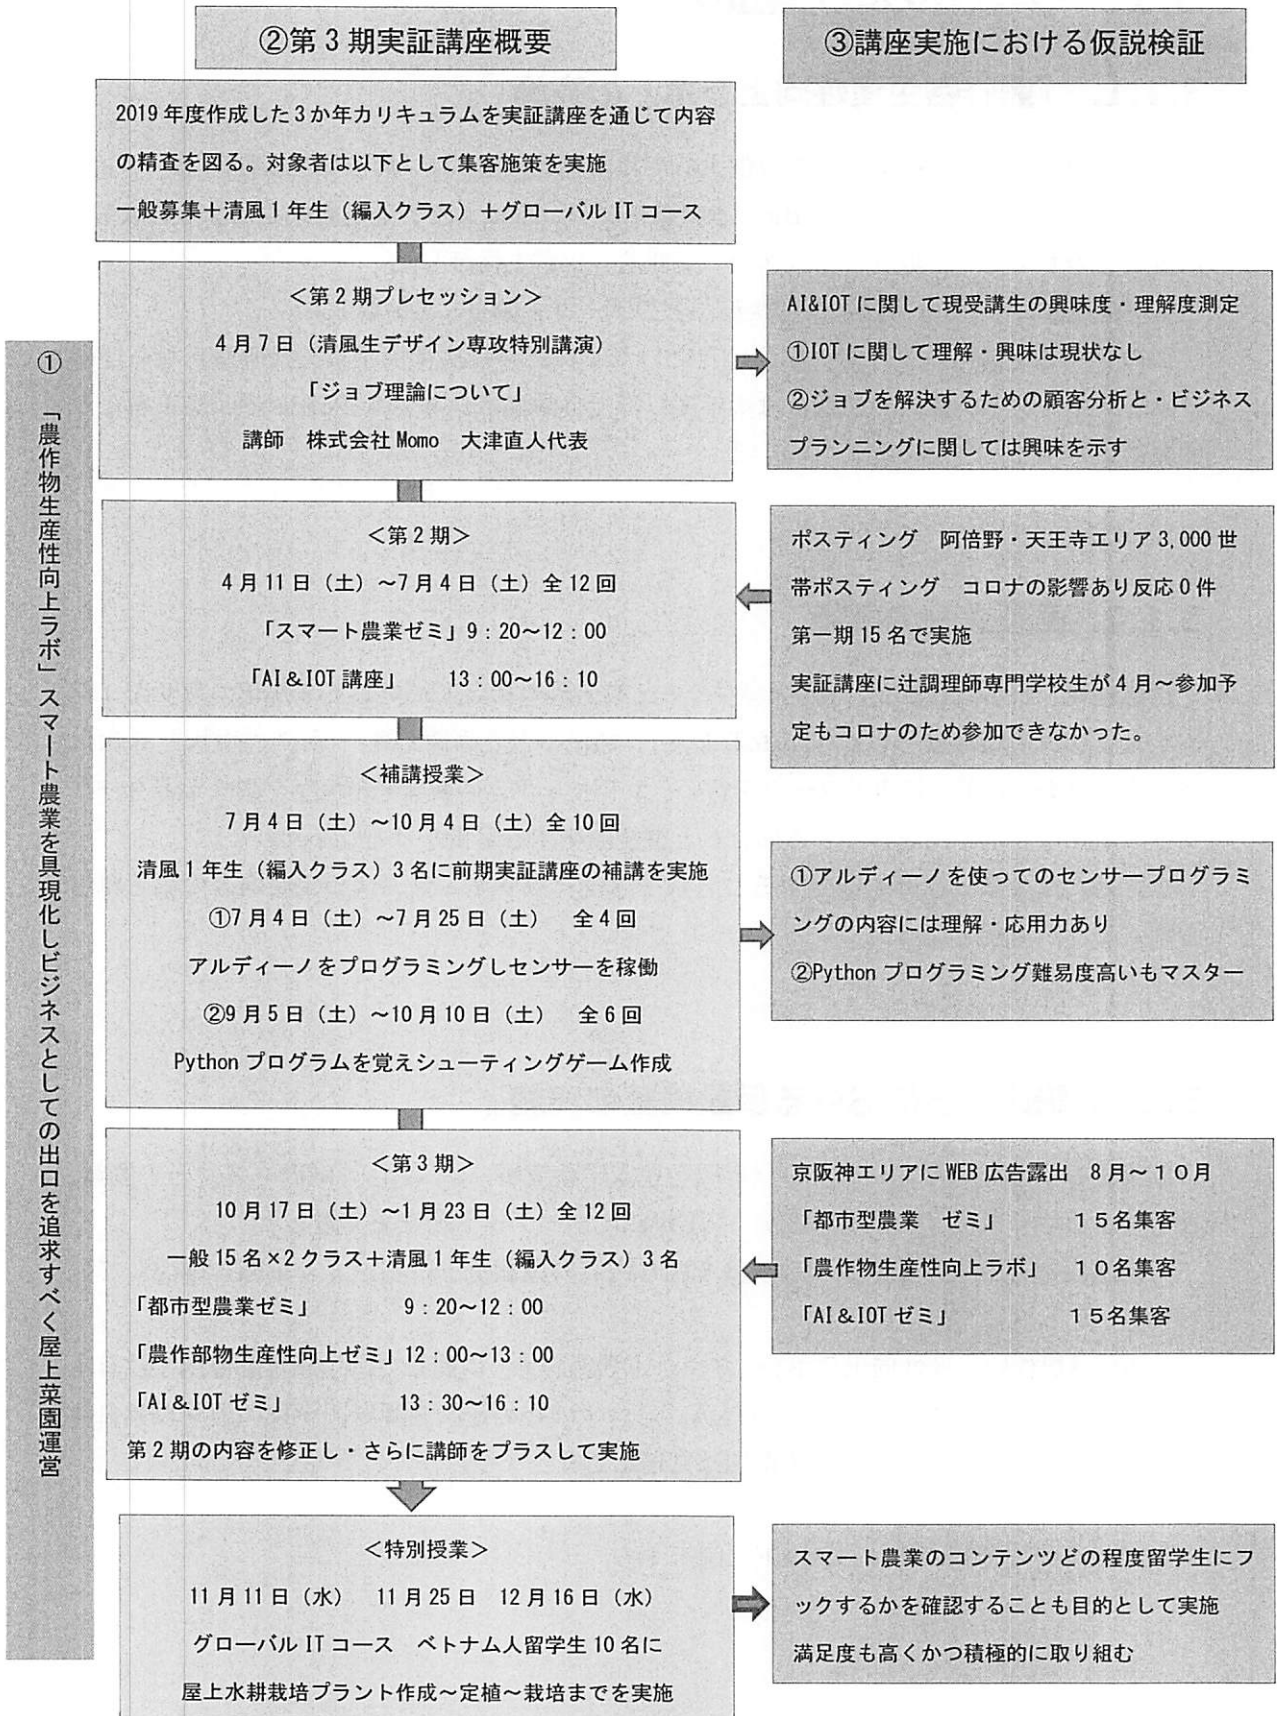 ②第3期実証講座概要
③講座実施における仮説検証
①　「農作物生産性向上ラボ」スマート農業を具現化しビジネスとしての出口を追求すべく屋上菜園運営
2019年度作成した3か年カリキュラムを実証講座を通じて内容
の精査を図る。対象者は以下として集客施策を実施
一般募集＋清風1年生（編入クラス）＋グローバルITコース
＜第2期プレセッション＞
4月7日（清風生デザイン専攻特別講演）
「ジョブ理論について」
講師　株式会社Momo　大津直人代表
AI&IOTに関して現受講生の興味度・理解度測定
①IOTに関して理解・興味は現状なし
②ジョブを解決するための顧客分析と・ビジネス
プランニングに関しては興味を示す
＜第2期＞
4月11日（土）～7月4日（土）全12回
「スマート農業ゼミ」9：20～12：00
「AI＆IOT講座」　13：00～16：10
ポスティング　阿倍野・天王寺エリア3,000世
帯ポスティング　コロナの影響あり反応0件
第一期15名で実施
実証講座に辻調理師専門学校生が4月～参加予
定もコロナのため参加できなかった。
＜補講授業＞
7月4日（土）～10月4日（土）全10回
清風1年生（編入クラス）3名に前期実証講座の補講を実施
①7月4日（土）～7月25日（土）　全4回
アルディーノをプログラミングしセンサーを稼働
②9月5日（土）～10月10日（土）　全6回
Pythonプログラムを覚えシューティングゲーム作成
①アルディーノを使ってのセンサープログラミ
ングの内容には理解・応用力あり
②Pythonプログラミング難易度高いもマスター
＜第3期＞
10月17日（土）～1月23日（土）全12回
一般15名×2クラス＋清風1年生（編入クラス）3名
「都市型農業ゼミ」　9：20～12：00
「農作部物生産性向上ゼミ」12：00～13：00
「AI＆IOTゼミ」　13：30～16：10
第2期の内容を修正し・さらに講師をプラスして実施
京阪神エリアにWEB広告露出　8月～１０月
「都市型農業　ゼミ」　１５名集客
「農作物生産性向上ラボ」　１０名集客
「AI＆IOTゼミ」　１５名集客
＜特別授業＞
11月11日（水）　11月25日　12月16日（水）
グローバルITコース　ベトナム人留学生10名に
屋上水耕栽培プラント作成～定植～栽培までを実施
スマート農業のコンテンツどの程度留学生にフ
ックするかを確認することも目的として実施
満足度も高くかつ積極的に取り組む